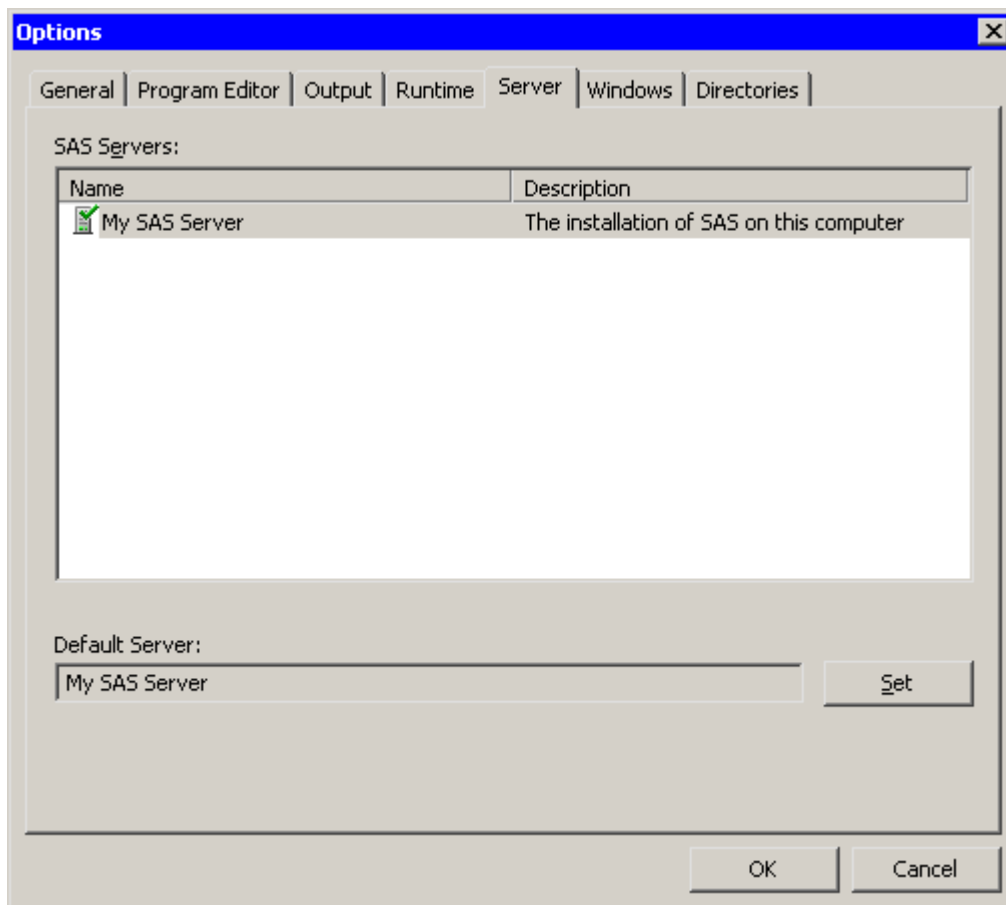 Options
General Program Editor Output Runtime Server Windows Directories
SAS Servers:
Name Description
My SAS Server The installation of SAS on this computer
Default Server:
My SAS Server Set
OK Cancel